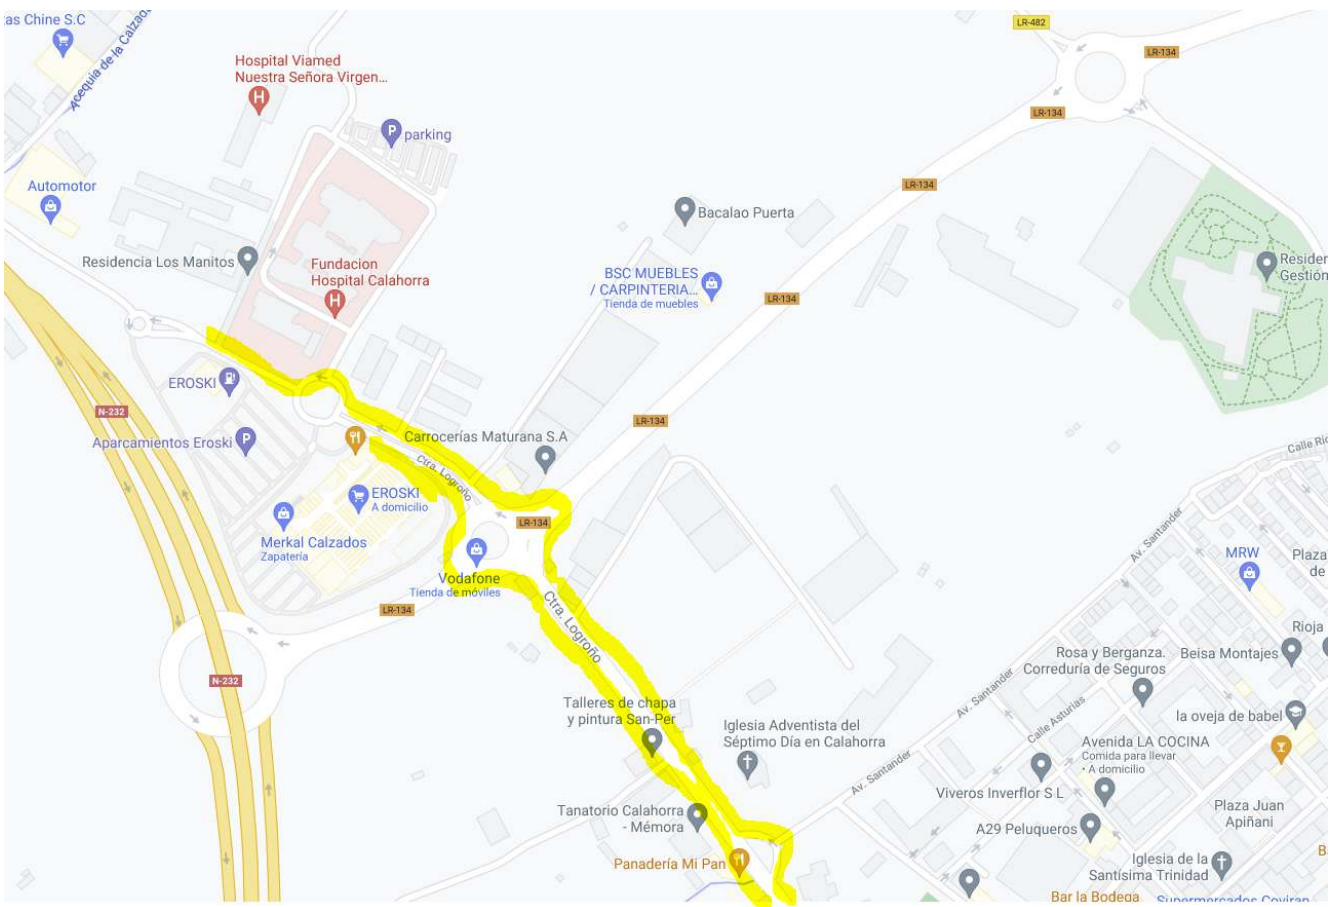 as Chine S.C
Acequia de la Calzada
Hospital Viamed
Nuestra Señora Virgen...
H
P parking
LR-482
LR-134
LR-134
LR-134
Automotor
Bacalao Puerta
Residencia Los Manitos
Fundacion
Hospital Calahorra
H
BSC MUEBLES
/ CARPINTERIA...
Tienda de muebles
LR-134
Gestión
EROSKI
N-232
LR-134
Aparcamientos Eroski P
Carrocerías Maturana S.A
Ctra. Logroño
EROSKI
A domicilio
Merkal Calzados
Zapatería
LR-134
Vodafone
Tienda de móviles
LR-134
Ctra. Logroño
N-232
Av. Santander
MRW
Plaza
de
Rioja
Rosa y Berganza.
Correduría de Seguros
Beisa Montajes
Av. Santander
Calle Asturias
la oveja de babel
Talleres de chapa
y pintura San-Per
Iglesia Adventista del
Séptimo Día en Calahorra
Avenida LA COCINA
Comida para llevar
· A domicilio
Av. Santander
Viveros Inverflor S L
Plaza Juan
Apiñani
Tanatorio Calahorra
- Mémora
A29 Peluqueros
Panadería Mi Pan
Iglesia de la
Santísima Trinidad
Bar la Bodega
Supermercados Coviran